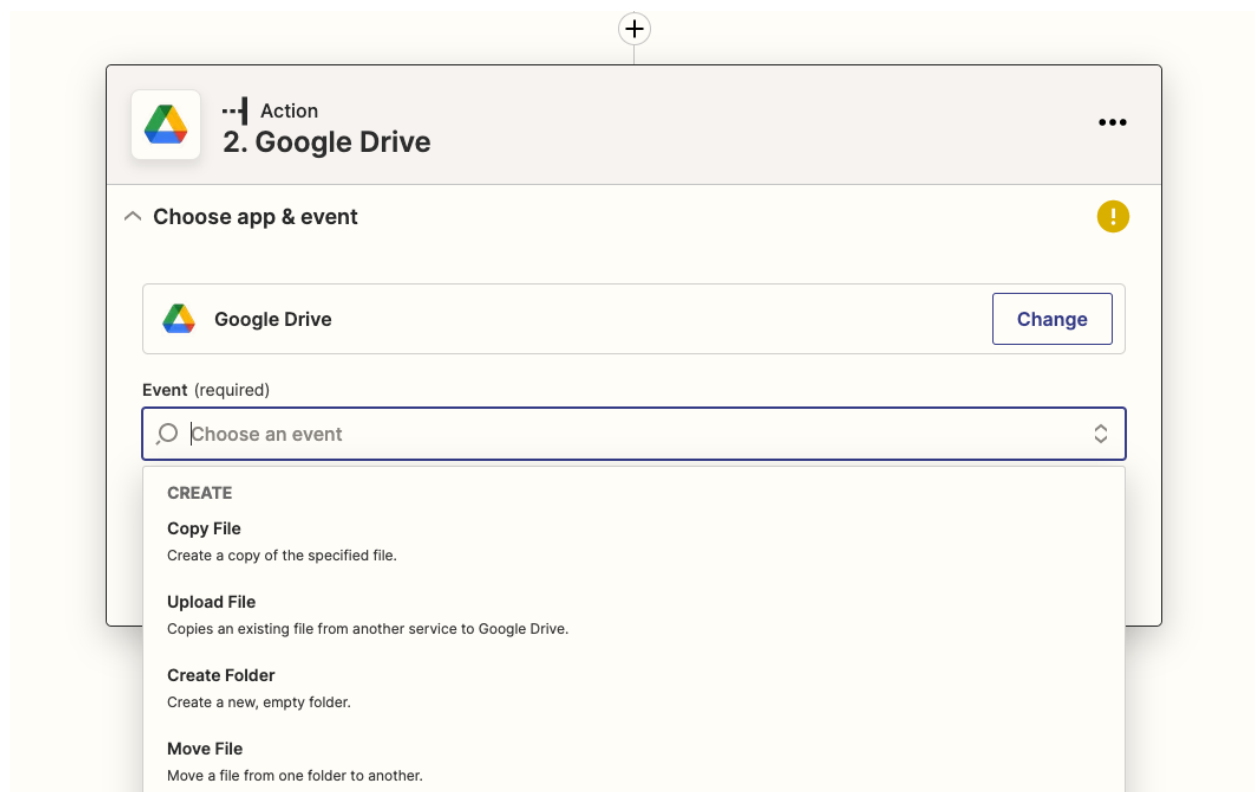 Action
2. Google Drive
Choose app & event
Google Drive
Change
Event (required)
Choose an event
CREATE
Copy File
Create a copy of the specified file.
Upload File
Copies an existing file from another service to Google Drive.
Create Folder
Create a new, empty folder.
Move File
Move a file from one folder to another.